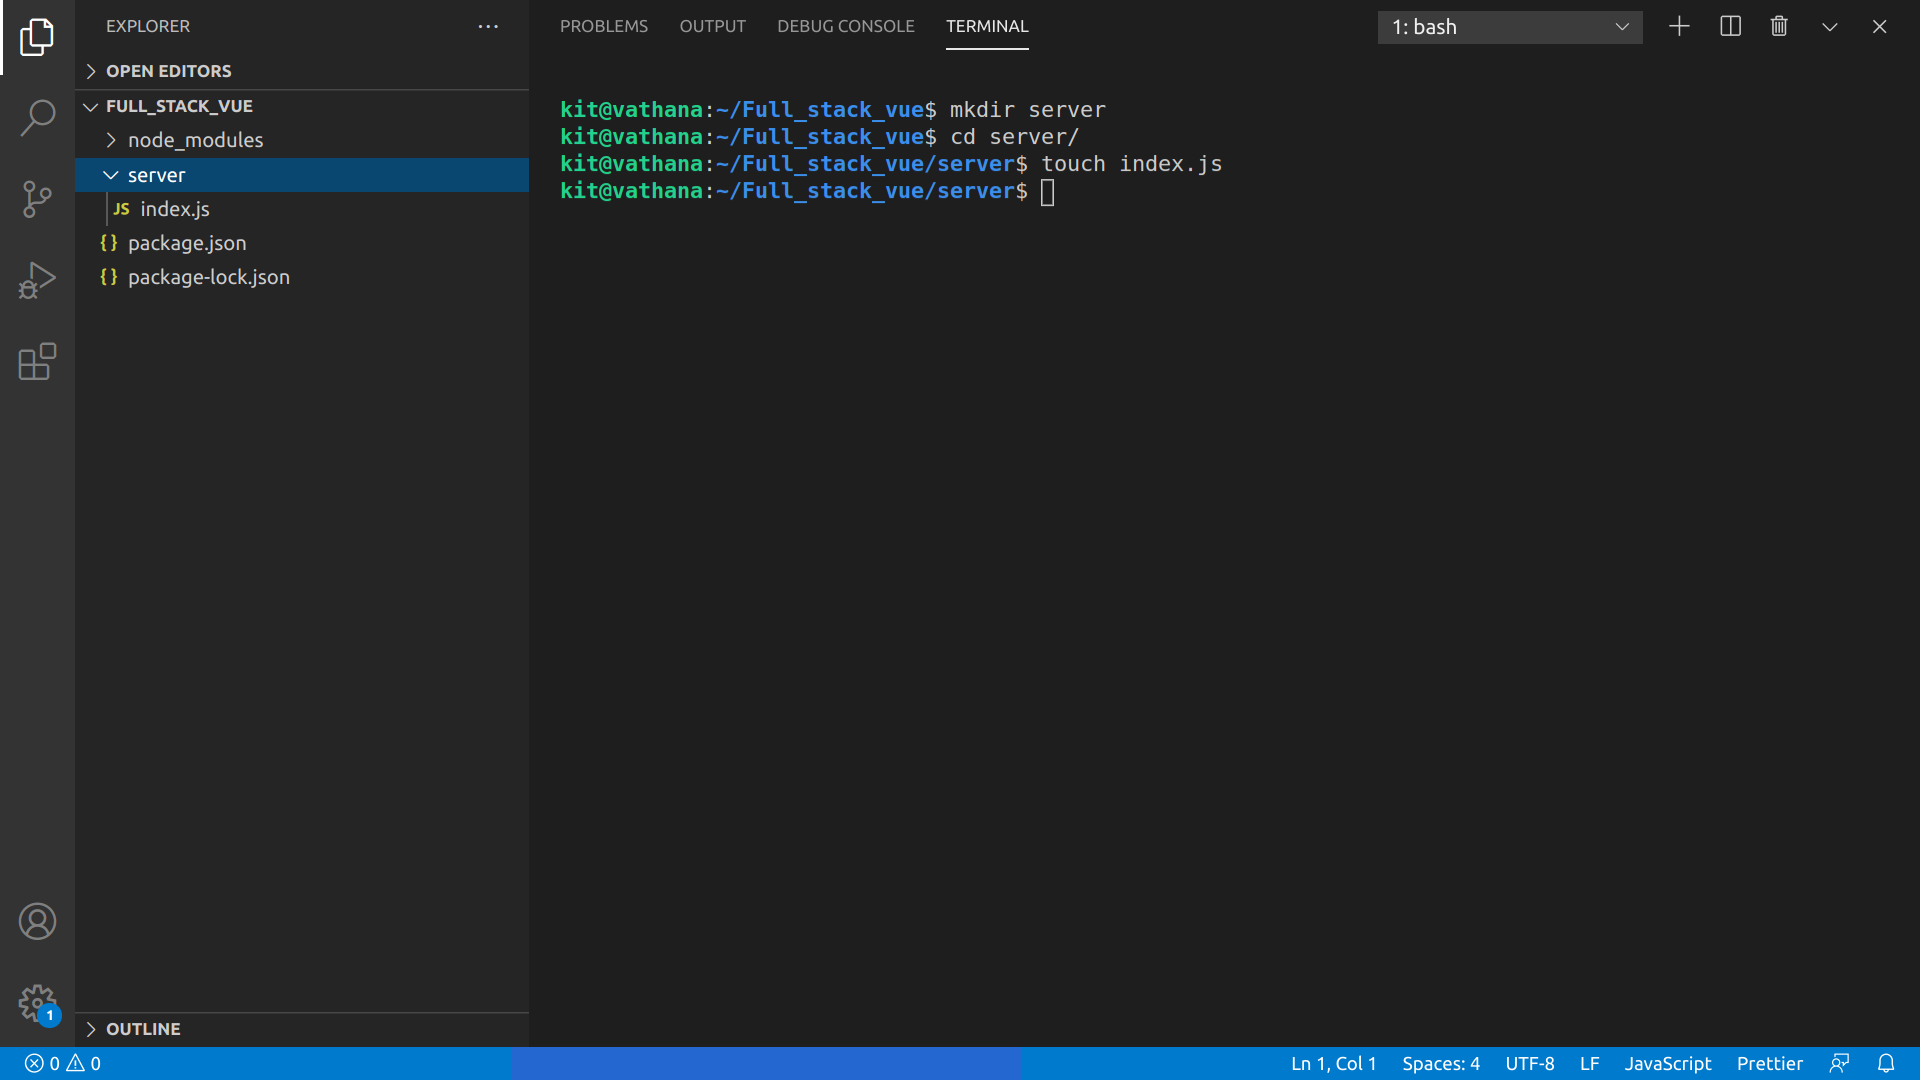 EXPLORER
OPEN EDITORS
FULL_STACK_VUE
node_modules
server
JS index.js
{} package.json
{} package-lock.json
OUTLINE
PROBLEMS OUTPUT DEBUG CONSOLE TERMINAL
1: bash
kit@vathana:~/Full_stack_vue$ mkdir server
kit@vathana:~/Full_stack_vue$ cd server/
kit@vathana:~/Full_stack_vue/server$ touch index.js
kit@vathana:~/Full_stack_vue/server$
1
0 0
Ln 1, Col 1 Spaces: 4 UTF-8 LF JavaScript Prettier